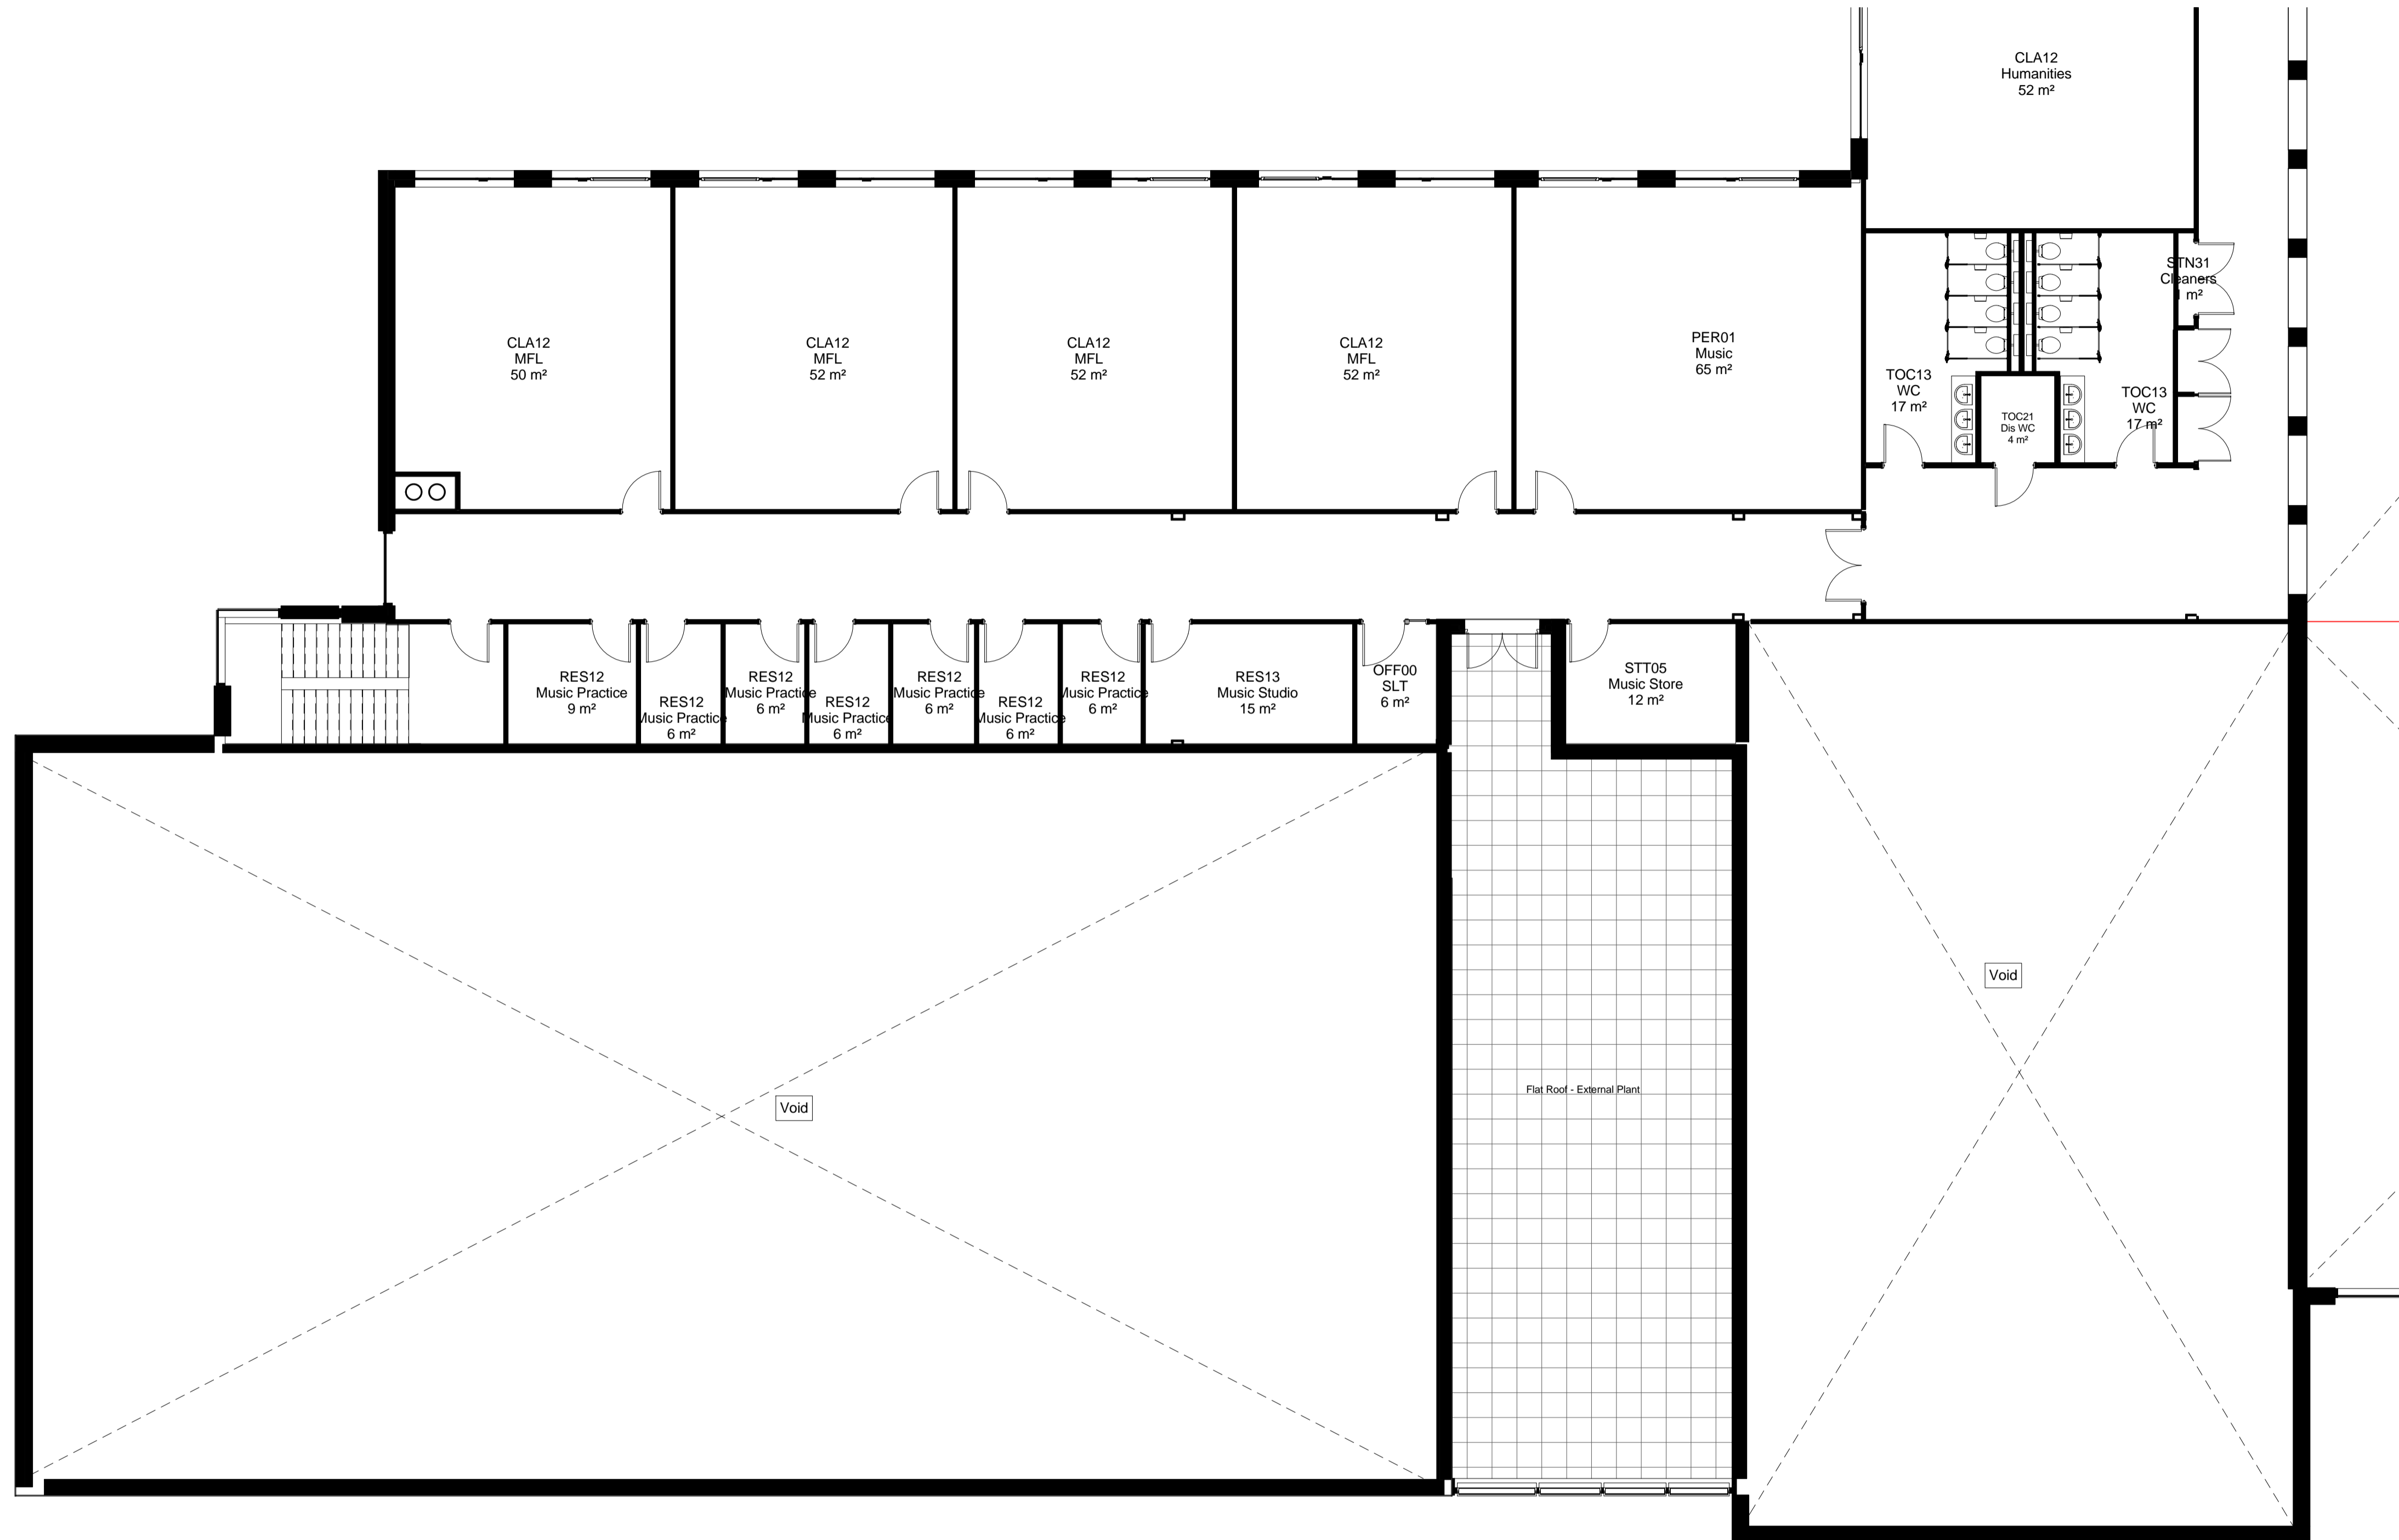 CLA12
Humanities
52 m²
STN31
Cleaners
1 m²
CLA12
MFL
50 m²
CLA12
MFL
52 m²
CLA12
MFL
52 m²
CLA12
MFL
52 m²
PER01
Music
65 m²
TOC13
WC
17 m²
TOC21
Dis WC
4 m²
TOC13
WC
17 m²
RES12
Music Practice
9 m²
RES12
Music Practice
6 m²
RES12
Music Practice
6 m²
RES12
Music Practice
6 m²
RES12
Music Practice
6 m²
RES12
Music Practice
6 m²
RES12
Music Practice
6 m²
RES13
Music Studio
15 m²
OFF00
SLT
6 m²
STT05
Music Store
12 m²
Void
Flat Roof - External Plant
Void